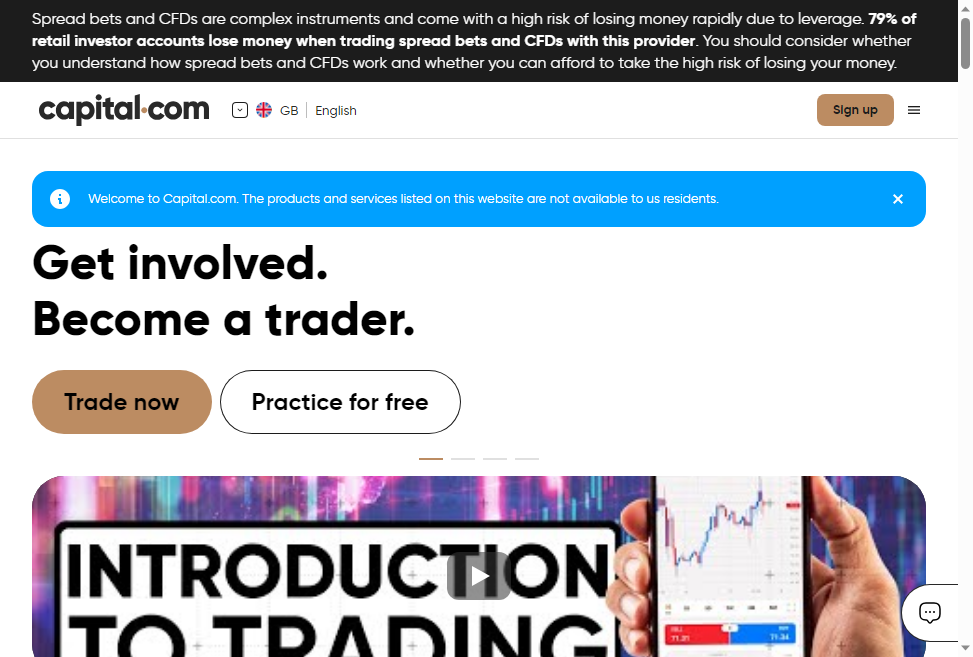 Spread bets and CFDs are complex instruments and come with a high risk of losing money rapidly due to leverage. 79% of
retail investor accounts lose money when trading spread bets and CFDs with this provider. You should consider whether
you understand how spread bets and CFDs work and whether you can afford to take the high risk of losing your money.
capital.com
GB
English
Sign up
Welcome to Capital.com. The products and services listed on this website are not available to us residents.
Get involved.
Become a trader.
Trade now
Practice for free
INTRODUCTION
TO TRADING
71.31
71.34